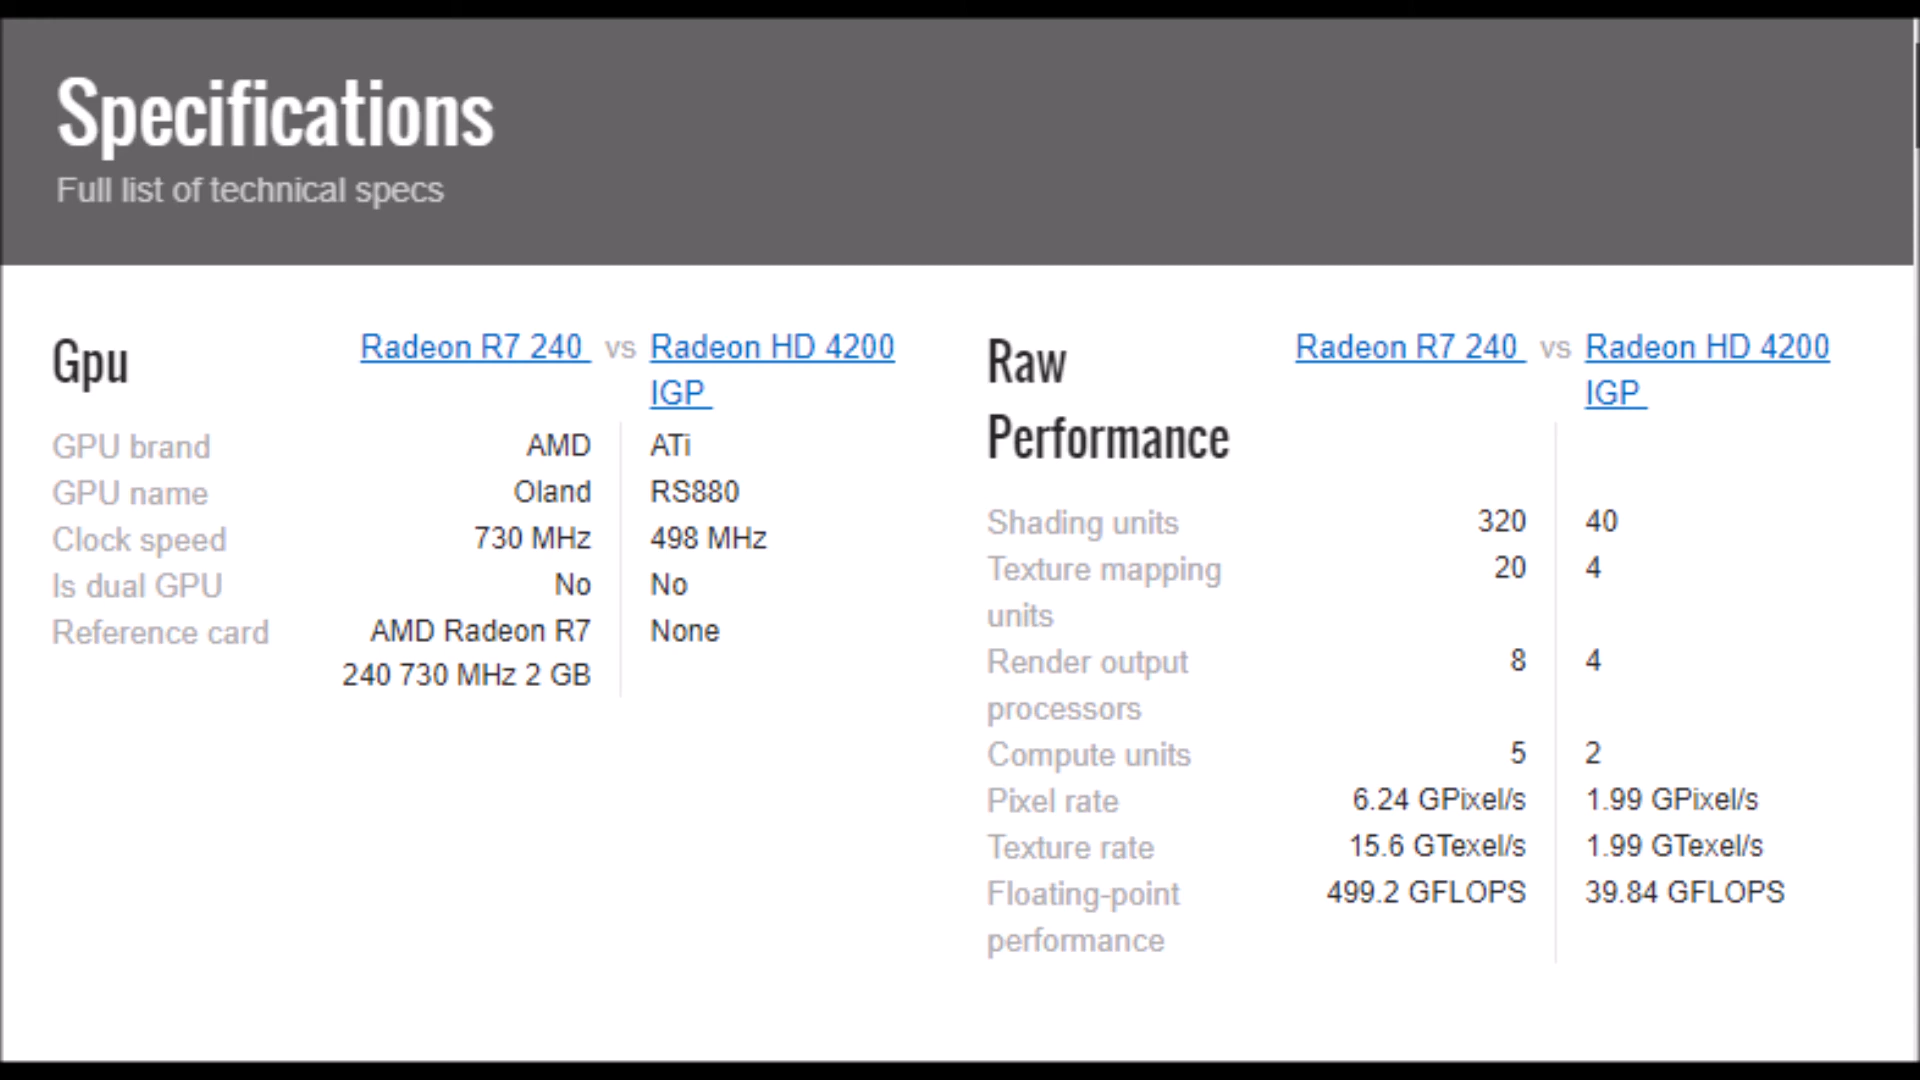 Specifications
Full list of technical specs
Gpu
Radeon R7 240 vs Radeon HD 4200
IGP
GPU brand AMD ATi
GPU name Oland RS880
Clock speed 730 MHz 498 MHz
Is dual GPU No No
Reference card AMD Radeon R7 None
240 730 MHz 2 GB
Raw
Performance
Radeon R7 240 vs Radeon HD 4200
IGP
Shading units 320 40
Texture mapping 20 4
units
Render output 8 4
processors
Compute units 5 2
Pixel rate 6.24 GPixel/s 1.99 GPixel/s
Texture rate 15.6 GTexel/s 1.99 GTexel/s
Floating-point 499.2 GFLOPS 39.84 GFLOPS
performance